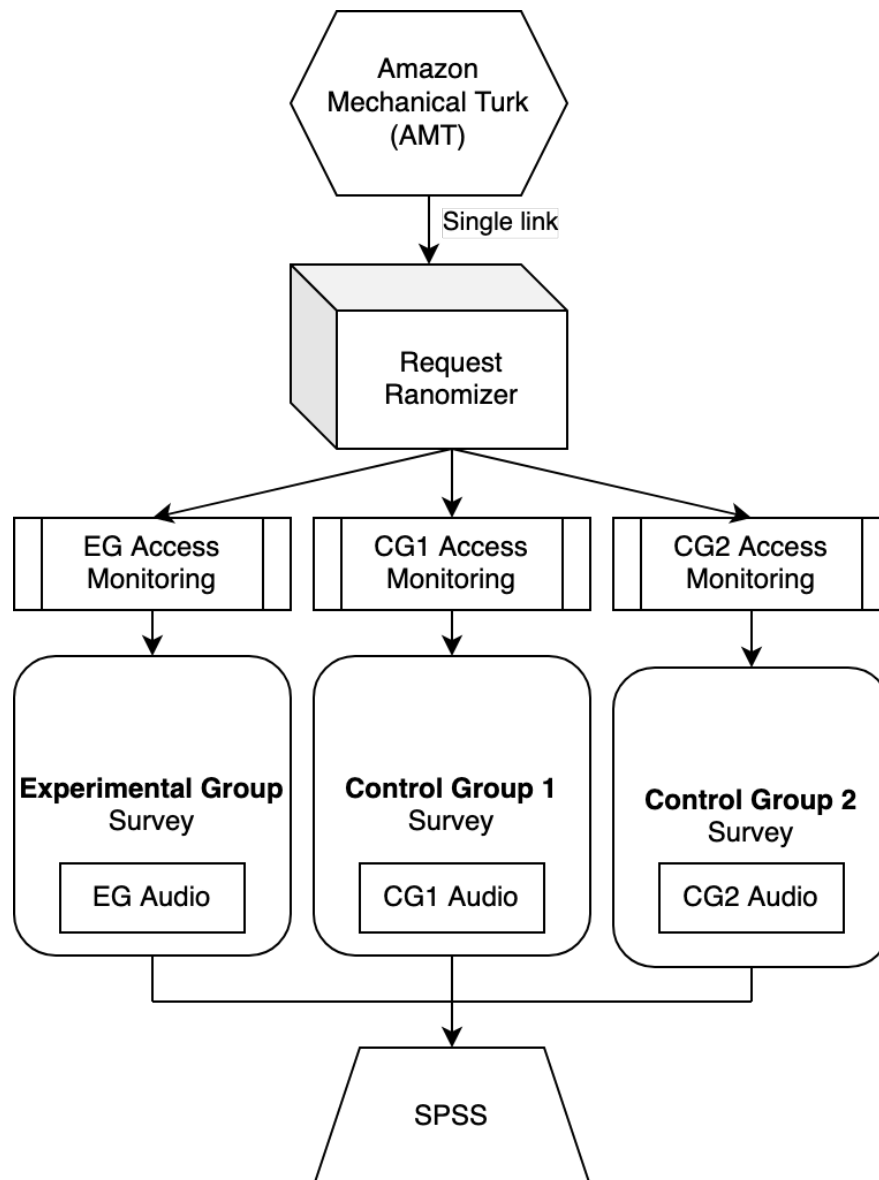 Amazon
Mechanical Turk
(AMT)
Single link
Request
Ranomizer
EG Access
Monitoring
CG1 Access
Monitoring
CG2 Access
Monitoring
Experimental Group
Survey
EG Audio
Control Group 1
Survey
CG1 Audio
Control Group 2
Survey
CG2 Audio
SPSS